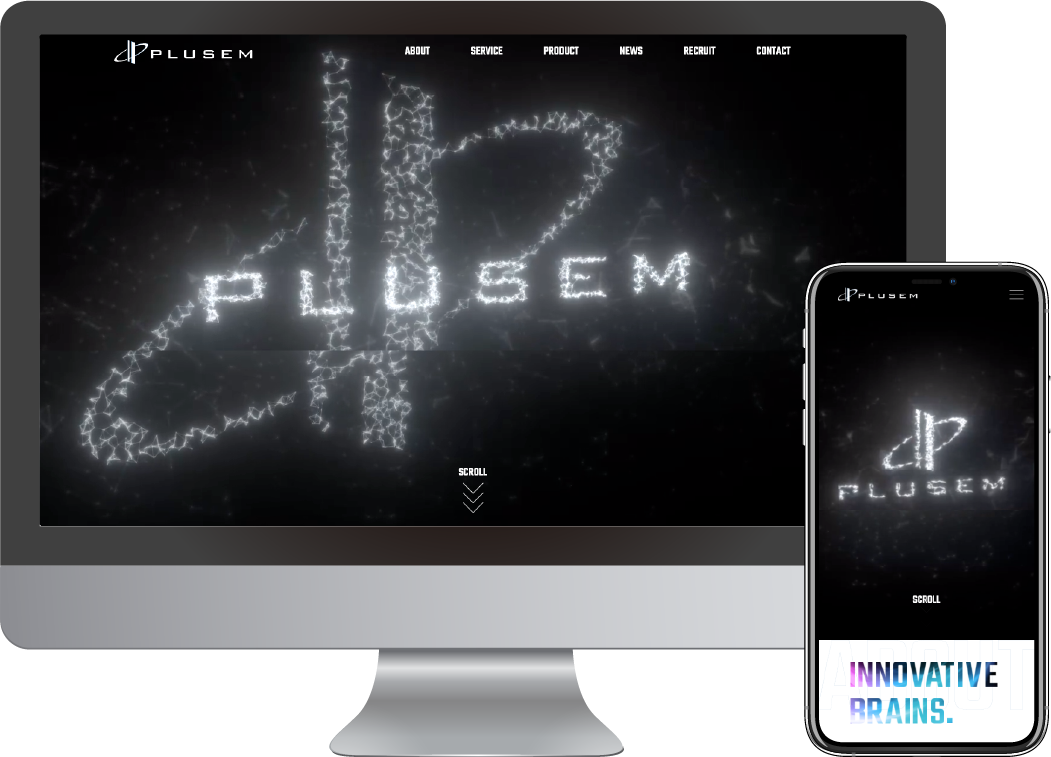 PLUSEM
ABOUT SERVICE PRODUCT NEWS RECRUIT CONTACT
PLUSEM
SCROLL
PLUSEM
PLUSEM
SCROLL
ABOUT
INNOVATIVE
BRAINS.